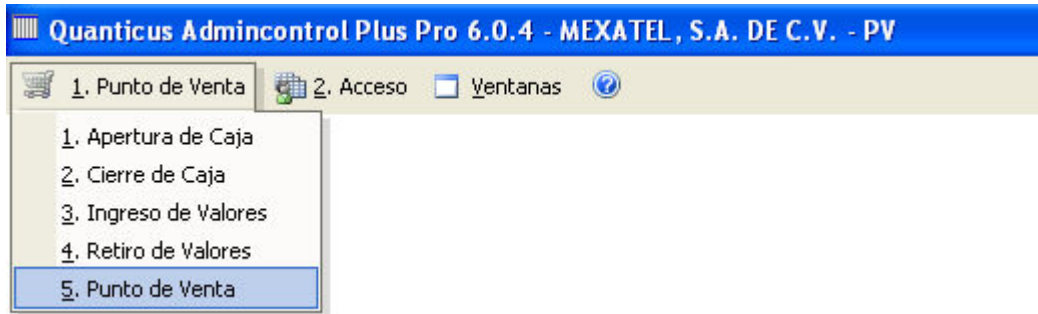 Quanticus Admincontrol Plus Pro 6.0.4 - MEXATEL, S.A. DE C.V. - PV
1. Punto de Venta 2. Acceso Ventanas ?
1. Apertura de Caja
2. Cierre de Caja
3. Ingreso de Valores
4. Retiro de Valores
5. Punto de Venta